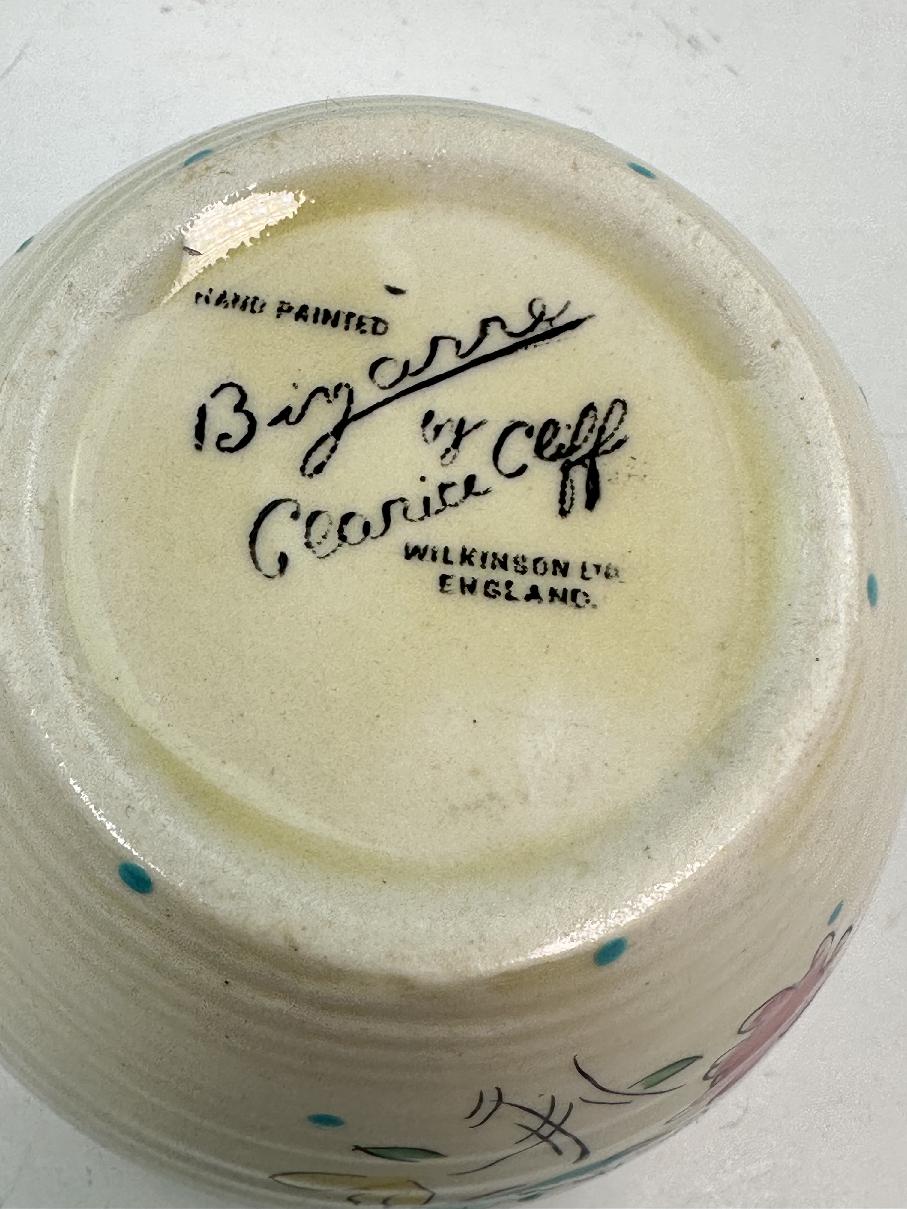 HAND PAINTED
Bizarre
by
Clarice Cliff
WILKINSON LTD.
ENGLAND.